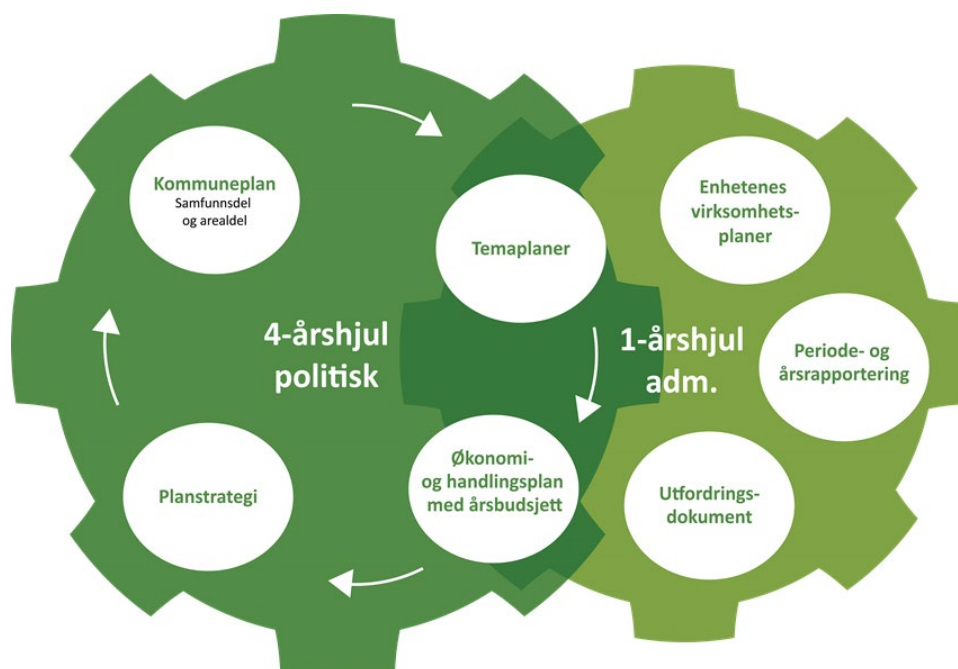 Kommuneplan
Samfunnsdel
og arealdel
Temaplaner
Enhetenes
virksomhets-
planer
4-årshjul
politisk
1-årshjul
adm.
Periode- og
årsrapportering
Planstrategi
Økonomi-
og handlingsplan
med årsbudsjett
Utfordrings-
dokument